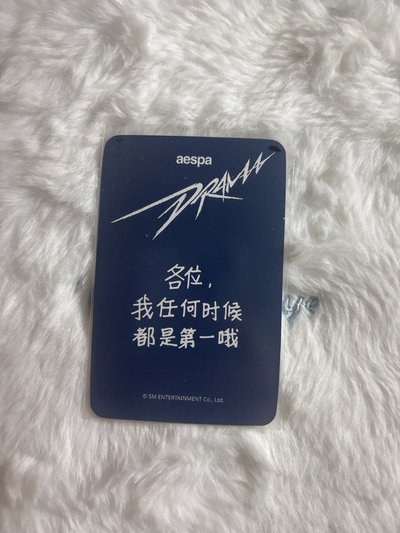 aespa
DRAMA
各位,
我任何时候
都是第一哦
© SM ENTERTAINMENT Co., Ltd.